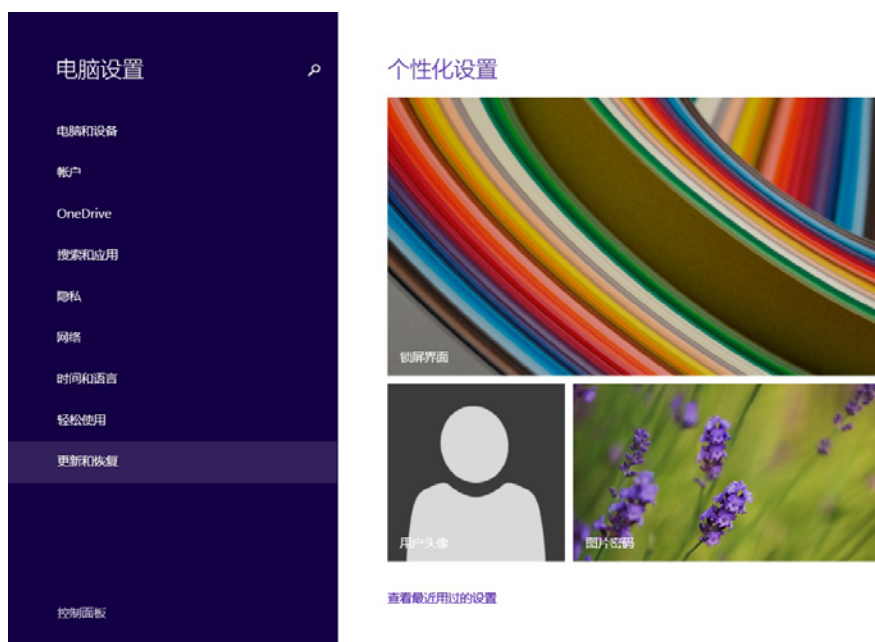 电脑设置
电脑和设备
帐户
OneDrive
搜索和应用
隐私
网络
时间和语言
轻松使用
更新和恢复
控制面板
个性化设置
锁屏界面
用户头像
图片密码
查看最近用过的设置